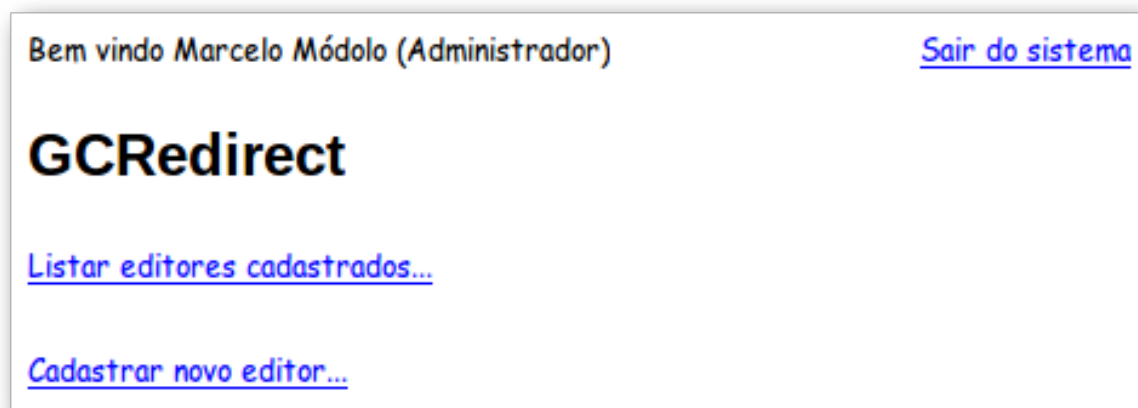 Bem vindo Marcelo Módolo (Administrador) Sair do sistema
GCRedirect
Listar editores cadastrados...
Cadastrar novo editor...